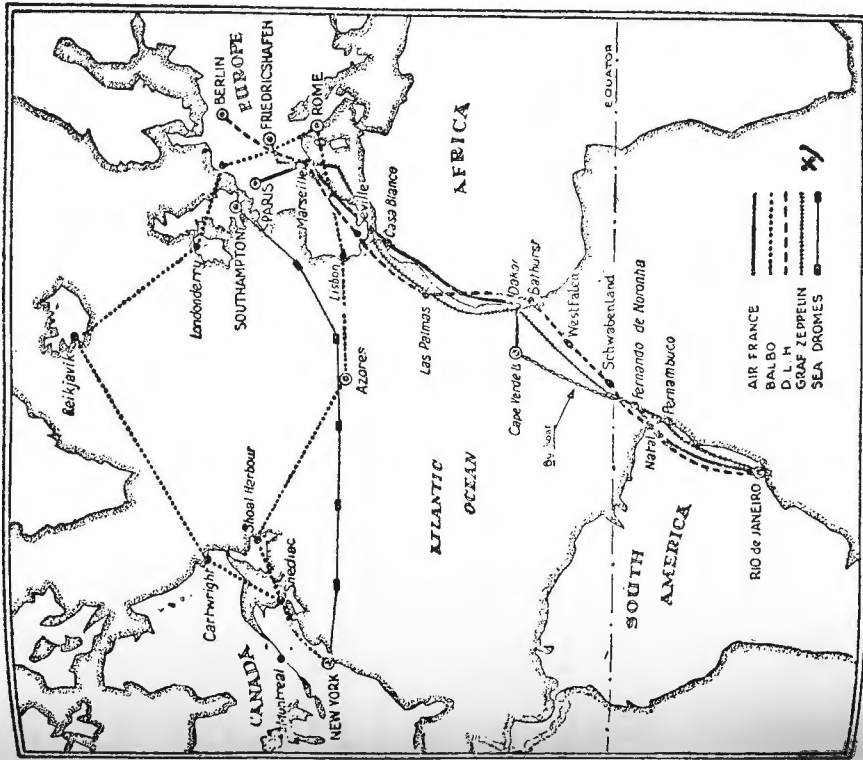 BERLIN
EUROPE
FRIEDRICSHAFEN
ROME
PARIS
Marseille
SOUTHAMPTON
Londonderry
Reikjavik
Seville
Lisbon
Casa Blance
AFRICA
Azores
Las Palmas
Dakar
Bathurst
Cape Verde Is
WestFalen
Schwabenland
EQUATOR
Fernando de Noronha
Pernambuco
Natal
By boat
Shoal Harbour
Cartwright
Shediac
CANADA
Montreal
NEW YORK
ATLANTIC
OCEAN
SOUTH
AMERICA
RIO de JANEIRO
AIR FRANCE
BALBO
D. L. H
GRAF ZEPPELIN
SEA DROMES